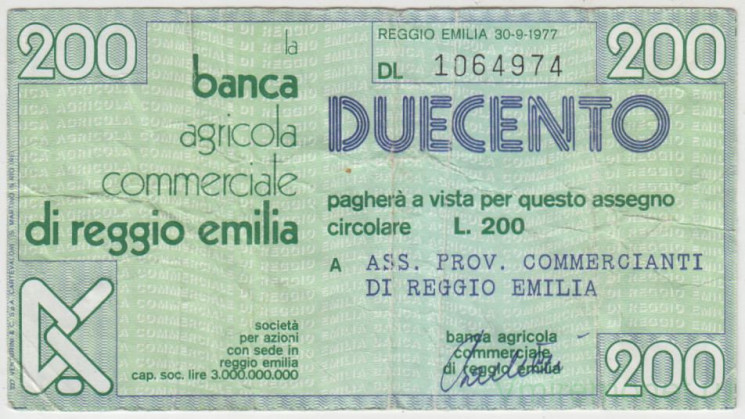 200
la
banca
agricola
commerciale
di reggio emilia
REGGIO EMILIA 30-9-1977
DL 1064974
200
DUECENTO
pagherà a vista per questo assegno
circolare L. 200
A ASS. PROV. COMMERCIANTI
DI REGGIO EMILIA
società
per azioni
con sede in
reggio emilia
cap. soc. lire 3.000.000.000
banca agricola
commerciale
di reggio emilia
200